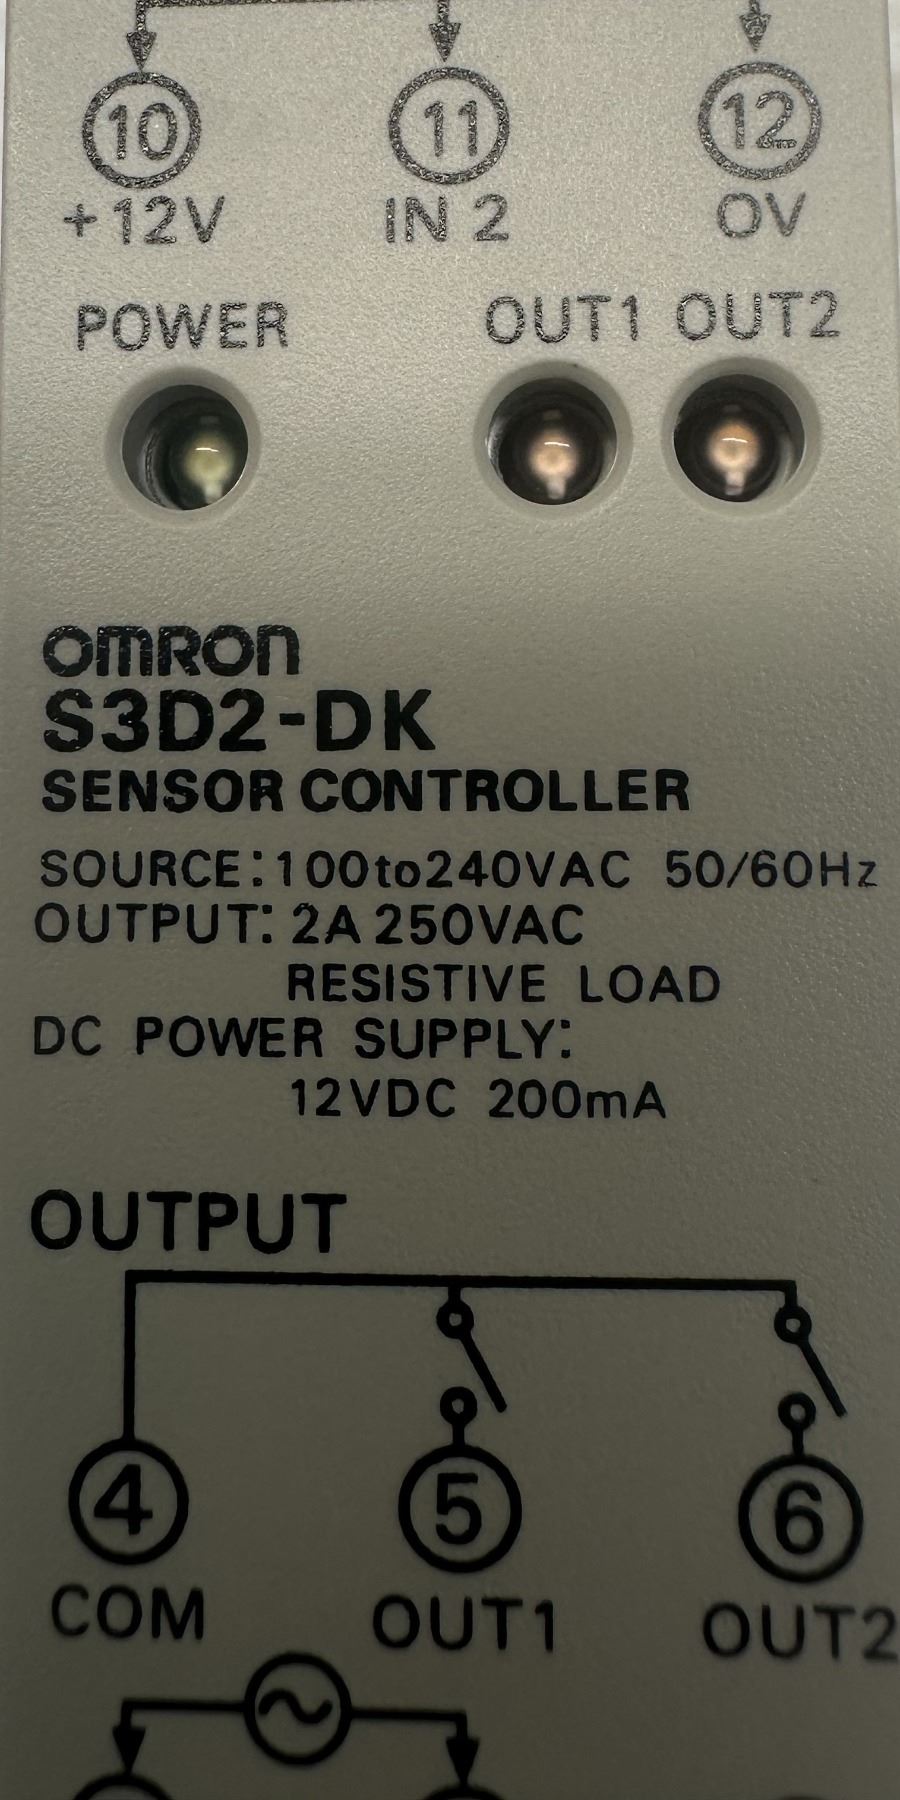 10 11 12
+12V IN 2 0V
POWER OUT1 OUT2
OMRON
S3D2-DK
SENSOR CONTROLLER
SOURCE:100to240VAC 50/60Hz
OUTPUT: 2A 250VAC
RESISTIVE LOAD
DC POWER SUPPLY:
12VDC 200mA
OUTPUT
4 5 6
COM OUT1 OUT2